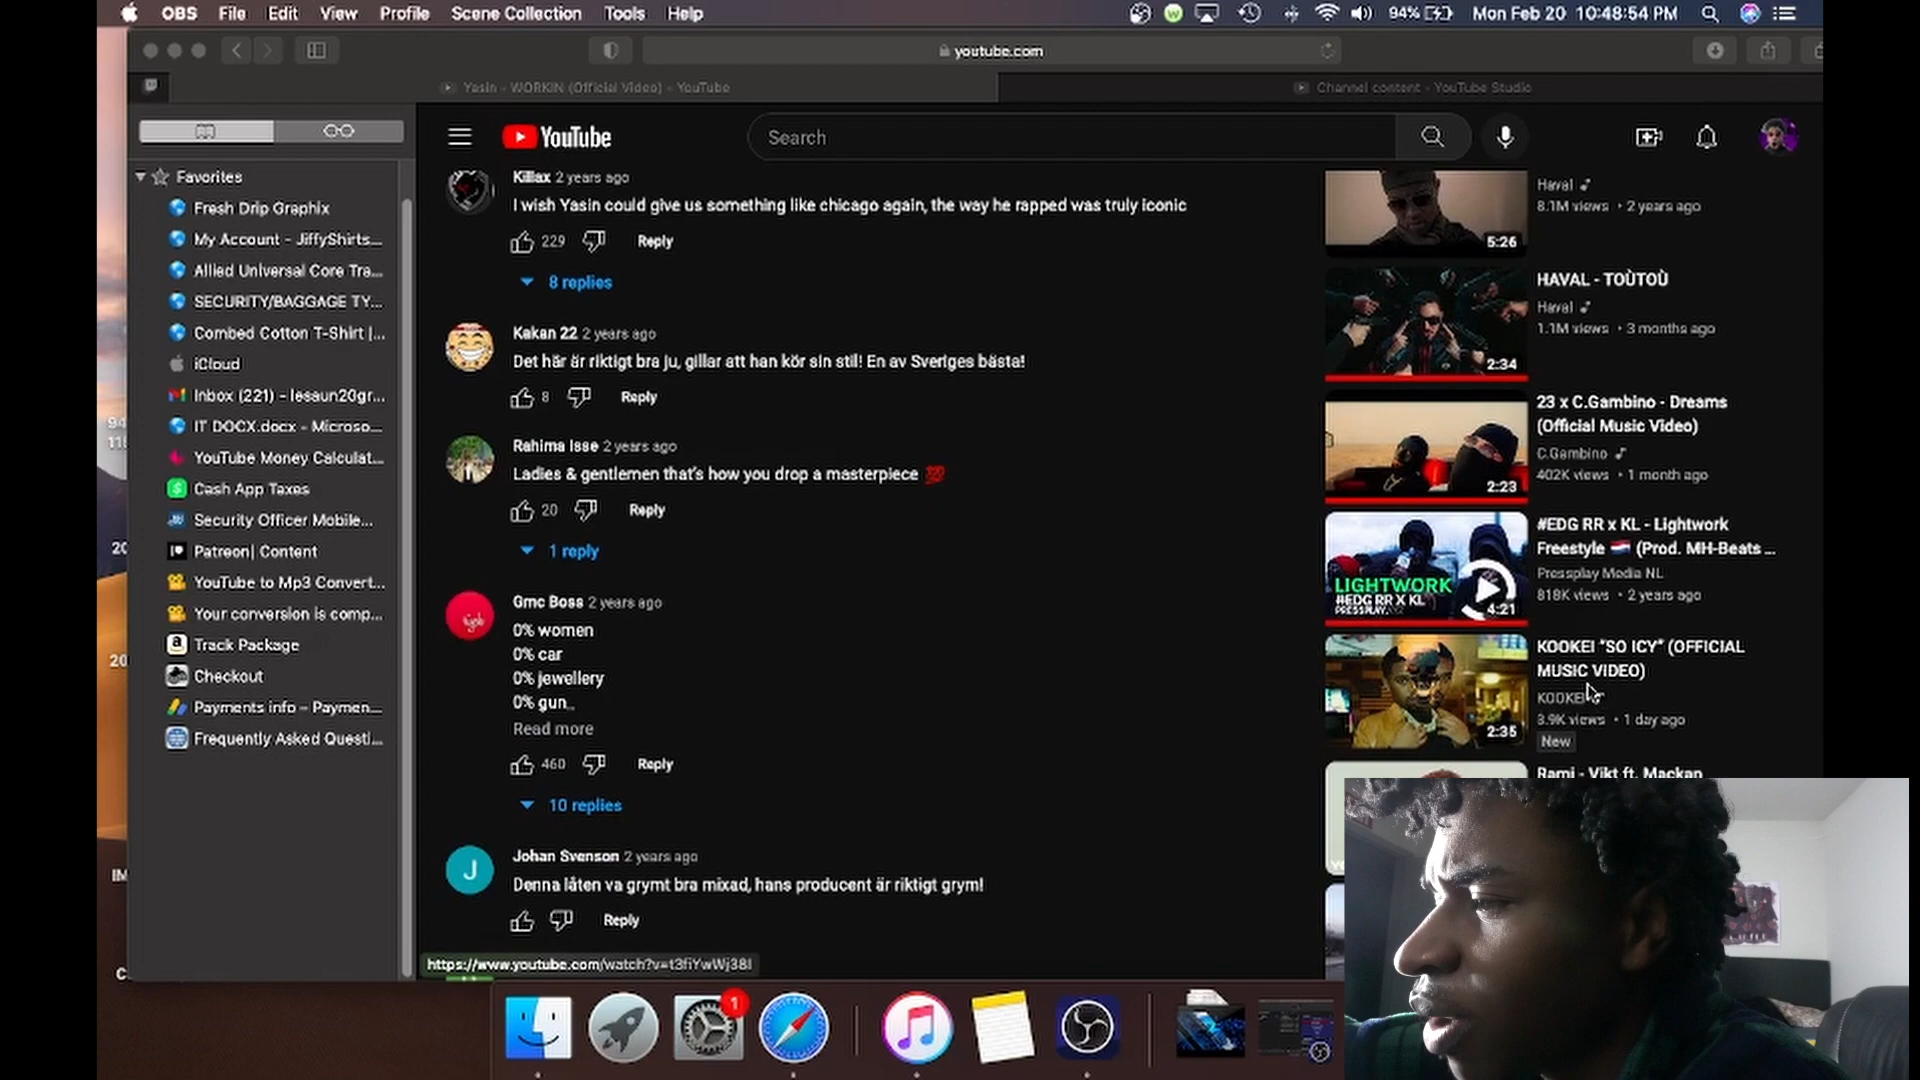 OBS File Edit View Profile Scene Collection Tools Help
94% Mon Feb 20 10:48:54 PM
youtube.com
Yasin - WORKIN (Official Video) - YouTube
Channel content - YouTube Studio
Favorites
Fresh Drip Graphix
My Account - JiffyShirts...
Allied Universal Core Tra...
SECURITY/BAGGAGE TY...
Combed Cotton T-Shirt |...
iCloud
Inbox (221) - lesaun20gr...
IT DOCX.docx - Microso...
YouTube Money Calculat...
Cash App Taxes
Security Officer Mobile...
Patreon| Content
YouTube to Mp3 Convert...
Your conversion is comp...
Track Package
Checkout
Payments info – Paymen...
Frequently Asked Questi...
YouTube
Search
Killax 2 years ago
I wish Yasin could give us something like chicago again, the way he rapped was truly iconic
229 Reply
8 replies
Kakan 22 2 years ago
Det här är riktigt bra ju, gillar att han kör sin stil! En av Sveriges bästa!
8 Reply
Rahima Isse 2 years ago
Ladies & gentlemen that's how you drop a masterpiece 💯
20 Reply
1 reply
Gmc Boss 2 years ago
0% women
0% car
0% jewellery
0% gun..
Read more
460 Reply
10 replies
J
Johan Svenson 2 years ago
Denna låten va grymt bra mixad, hans producent är riktigt grym!
Reply
https://www.youtube.com/watch?v=t3fiYwWj38I
5:26
Haval
8.1M views • 2 years ago
2:34
HAVAL - TOÙTOÙ
Haval
1.1M views • 3 months ago
2:23
23 x C.Gambino - Dreams
(Official Music Video)
C.Gambino
402K views • 1 month ago
LIGHTWORK
#EDG RR X KL
PRESSPLAY
4:21
#EDG RR x KL - Lightwork
Freestyle 🇳🇱 (Prod. MH-Beats ...
Pressplay Media NL
818K views • 2 years ago
2:35
KOOKEI "SO ICY" (OFFICIAL
MUSIC VIDEO)
KOOKEI
3.9K views • 1 day ago
New
Rami - Vikt ft. Mackan
1